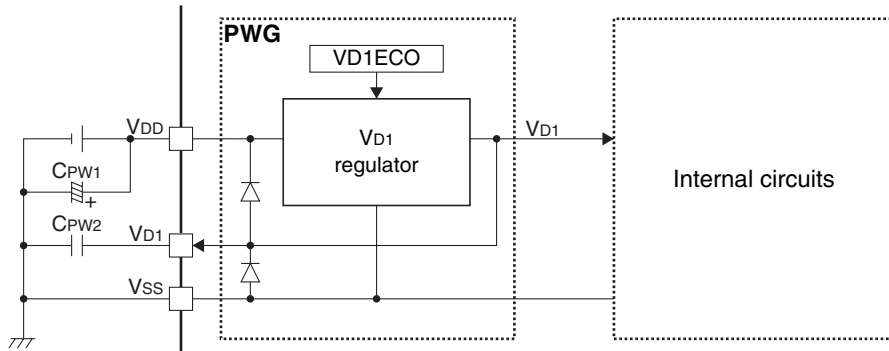 PWG
VD1ECO
VDD
VD1
regulator
VD1
Internal circuits
CPW1
+
CPW2
VD1
VSS